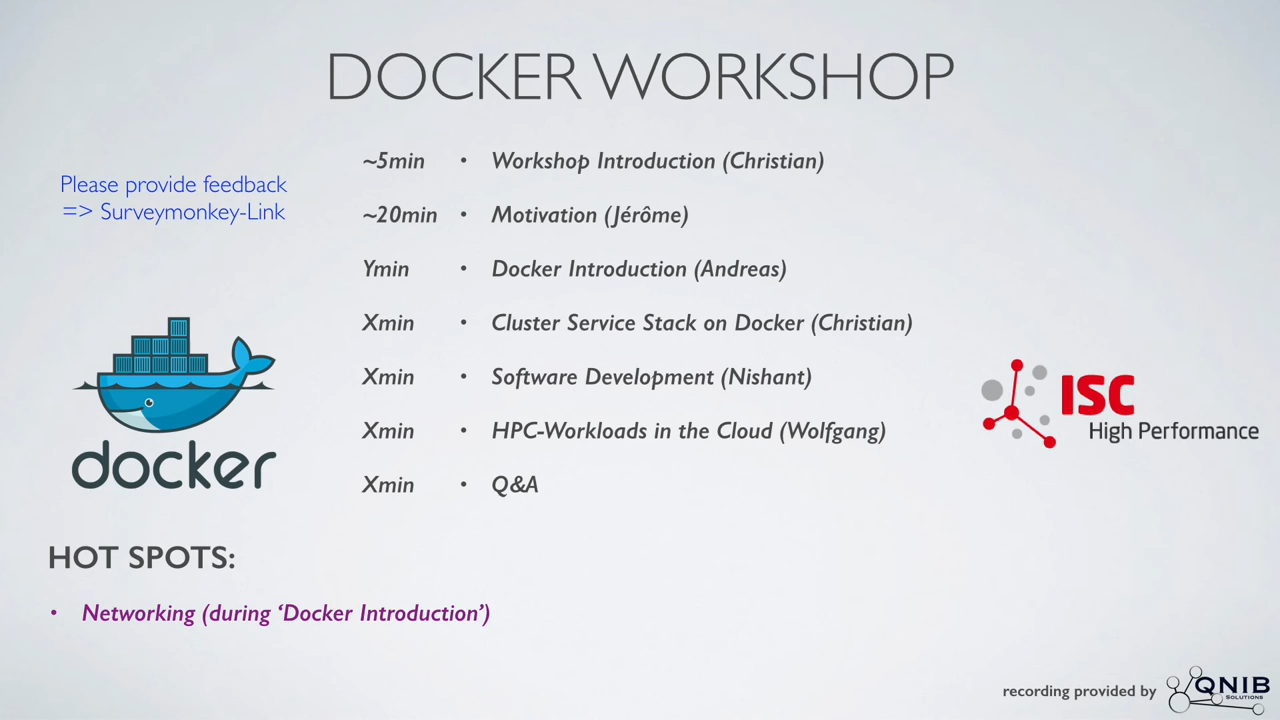 DOCKER WORKSHOP
Please provide feedback
=> Surveymonkey-Link
~5min • Workshop Introduction (Christian)
~20min • Motivation (Jérôme)
Ymin • Docker Introduction (Andreas)
Xmin • Cluster Service Stack on Docker (Christian)
Xmin • Software Development (Nishant)
Xmin • HPC-Workloads in the Cloud (Wolfgang)
Xmin • Q&A
docker
ISC
High Performance
HOT SPOTS:
• Networking (during ‘Docker Introduction’)
recording provided by
QNIB
Solutions